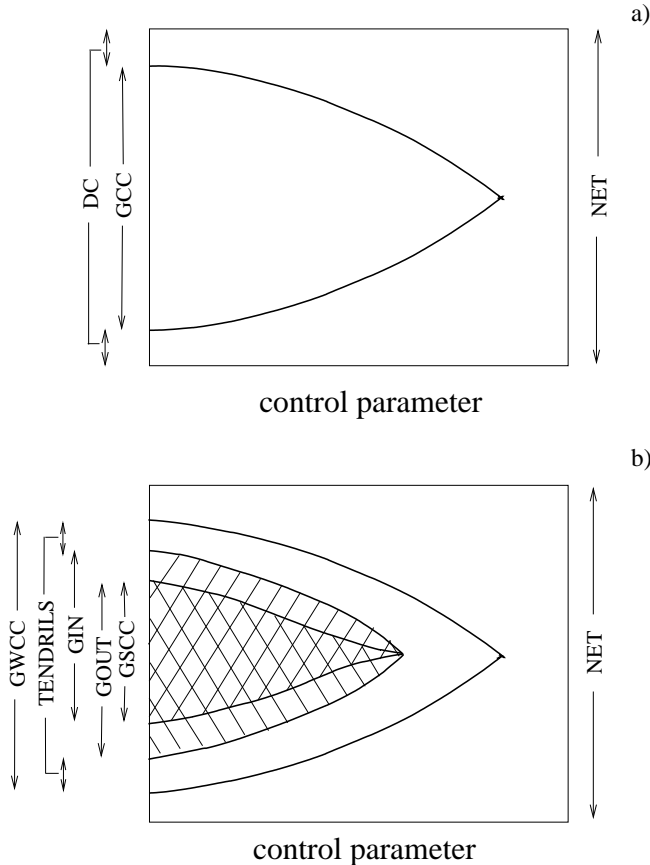 a)
DC
GCC
NET
control parameter
b)
GWCC
TENDRILS
GIN
GOUT
GSCC
NET
control parameter